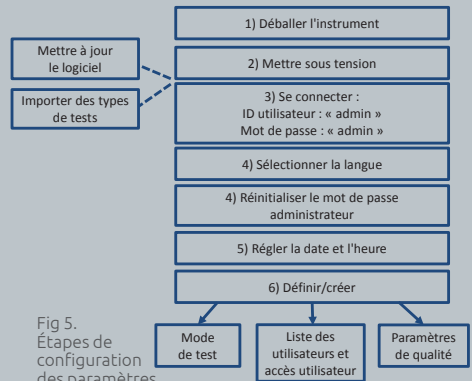 1) Déballer l'instrument
Mettre à jour
le logiciel
2) Mettre sous tension
Importer des types
de tests
3) Se connecter :
ID utilisateur : « admin »
Mot de passe : « admin »
4) Sélectionner la langue
4) Réinitialiser le mot de passe
administrateur
5) Régler la date et l'heure
6) Définir/créer
Fig 5.
Étapes de
configuration
des paramètres
Mode
de test
Liste des
utilisateurs et
accès utilisateur
Paramètres
de qualité